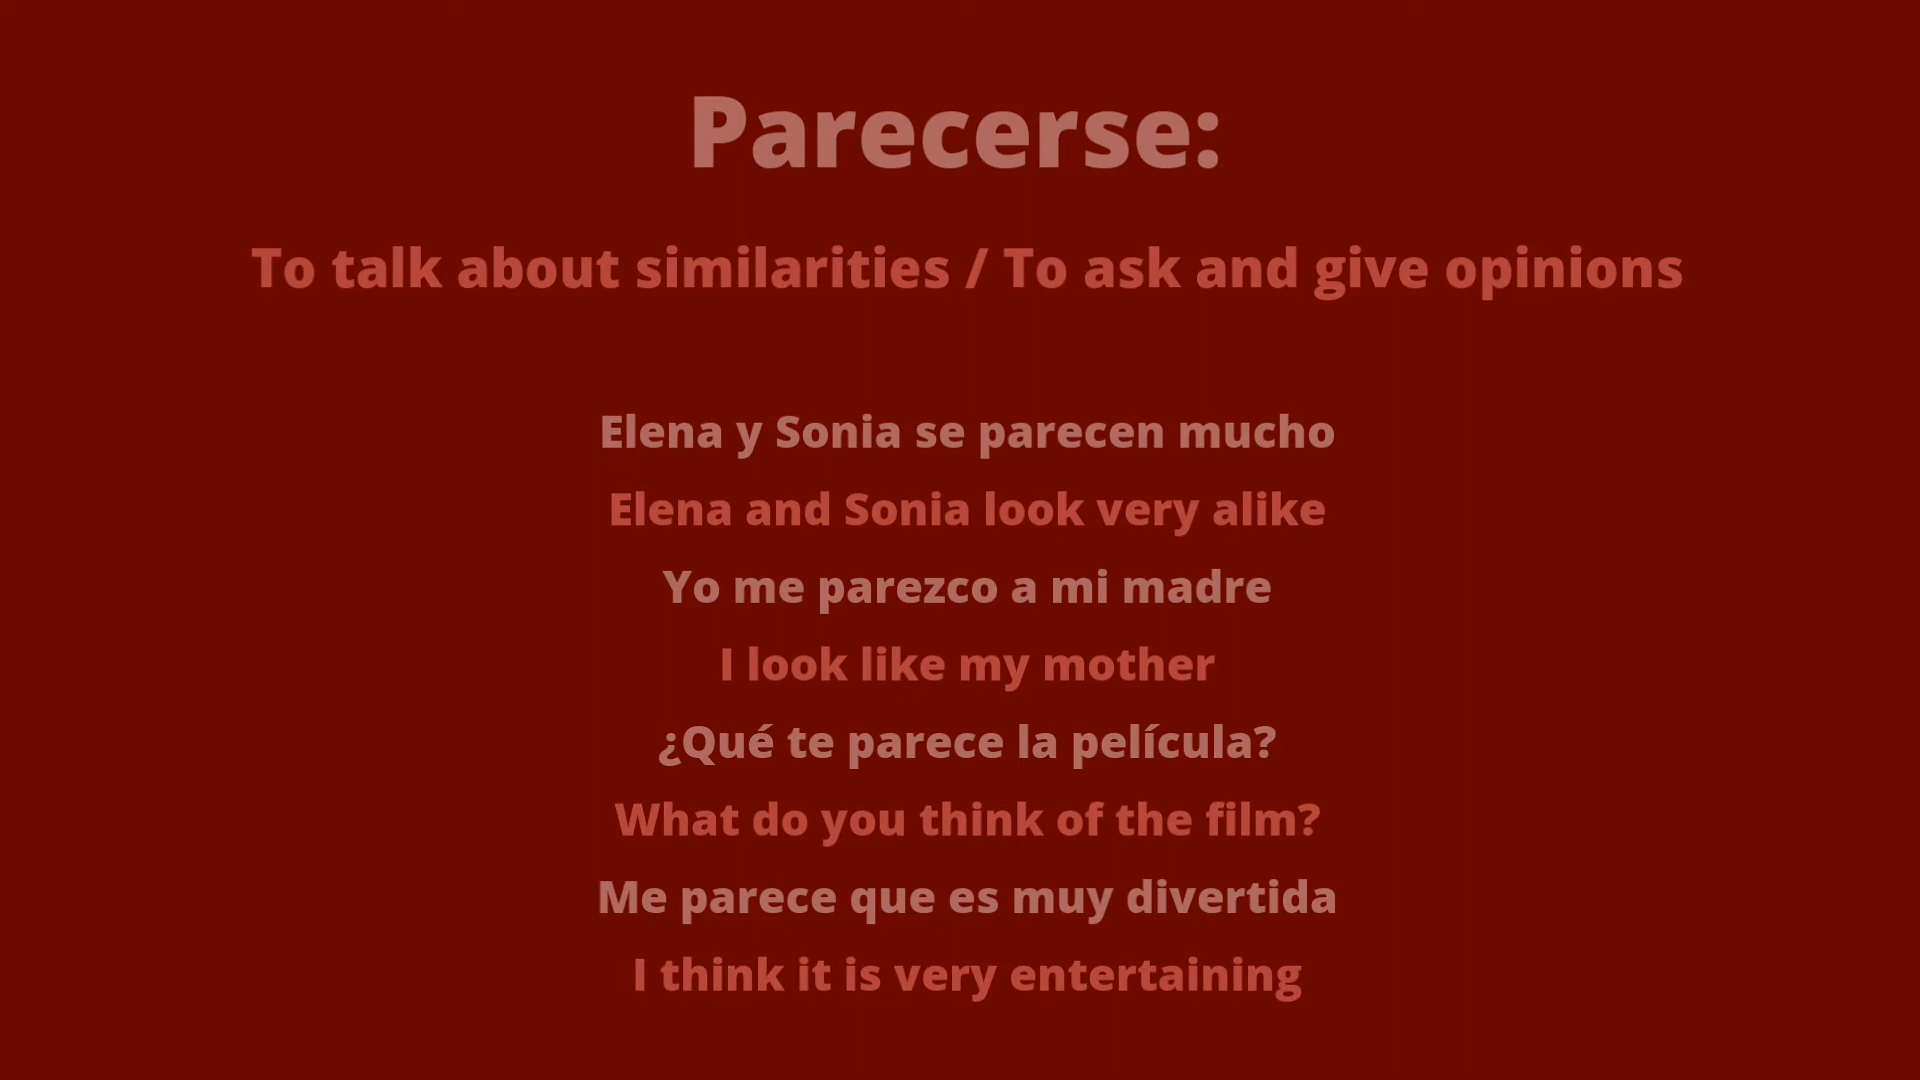 Parecerse:
To talk about similarities / To ask and give opinions
Elena y Sonia se parecen mucho
Elena and Sonia look very alike
Yo me parezco a mi madre
I look like my mother
¿Qué te parece la película?
What do you think of the film?
Me parece que es muy divertida
I think it is very entertaining